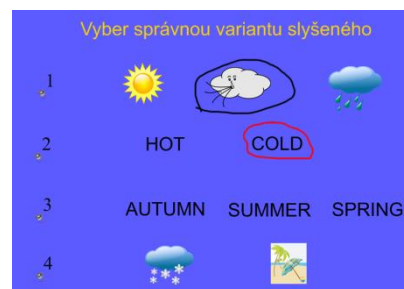 Vyber správnou variantu slyšeného
1
2 HOT COLD
3 AUTUMN SUMMER SPRING
4